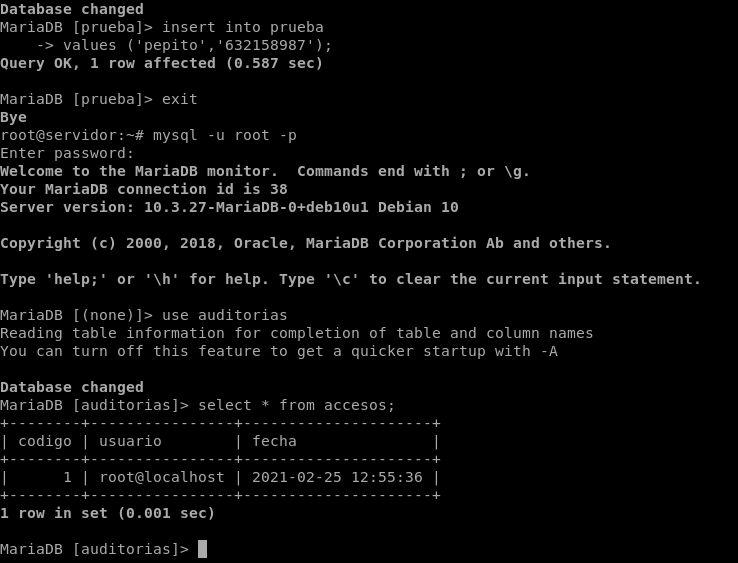 Database changed
MariaDB [prueba]> insert into prueba
    -> values ('pepito','632158987');
Query OK, 1 row affected (0.587 sec)

MariaDB [prueba]> exit
Bye
root@servidor:~# mysql -u root -p
Enter password:
Welcome to the MariaDB monitor.  Commands end with ; or \g.
Your MariaDB connection id is 38
Server version: 10.3.27-MariaDB-0+deb10u1 Debian 10

Copyright (c) 2000, 2018, Oracle, MariaDB Corporation Ab and others.

Type 'help;' or '\h' for help. Type '\c' to clear the current input statement.

MariaDB [(none)]> use auditorias
Reading table information for completion of table and column names
You can turn off this feature to get a quicker startup with -A

Database changed
MariaDB [auditorias]> select * from accesos;
+--------+----------------+---------------------+
| codigo | usuario        | fecha               |
+--------+----------------+---------------------+
|      1 | root@localhost | 2021-02-25 12:55:36 |
+--------+----------------+---------------------+
1 row in set (0.001 sec)

MariaDB [auditorias]>